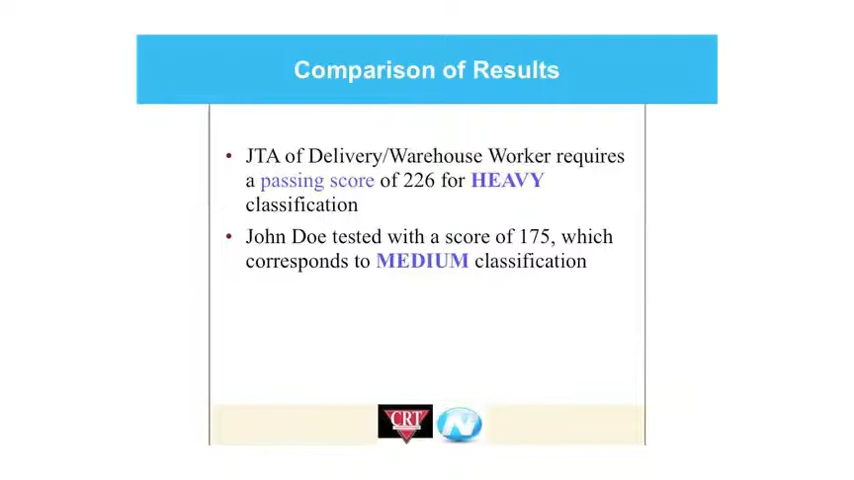 Comparison of Results
• JTA of Delivery/Warehouse Worker requires
a passing score of 226 for HEAVY
classification
• John Doe tested with a score of 175, which
corresponds to MEDIUM classification
CRT
N